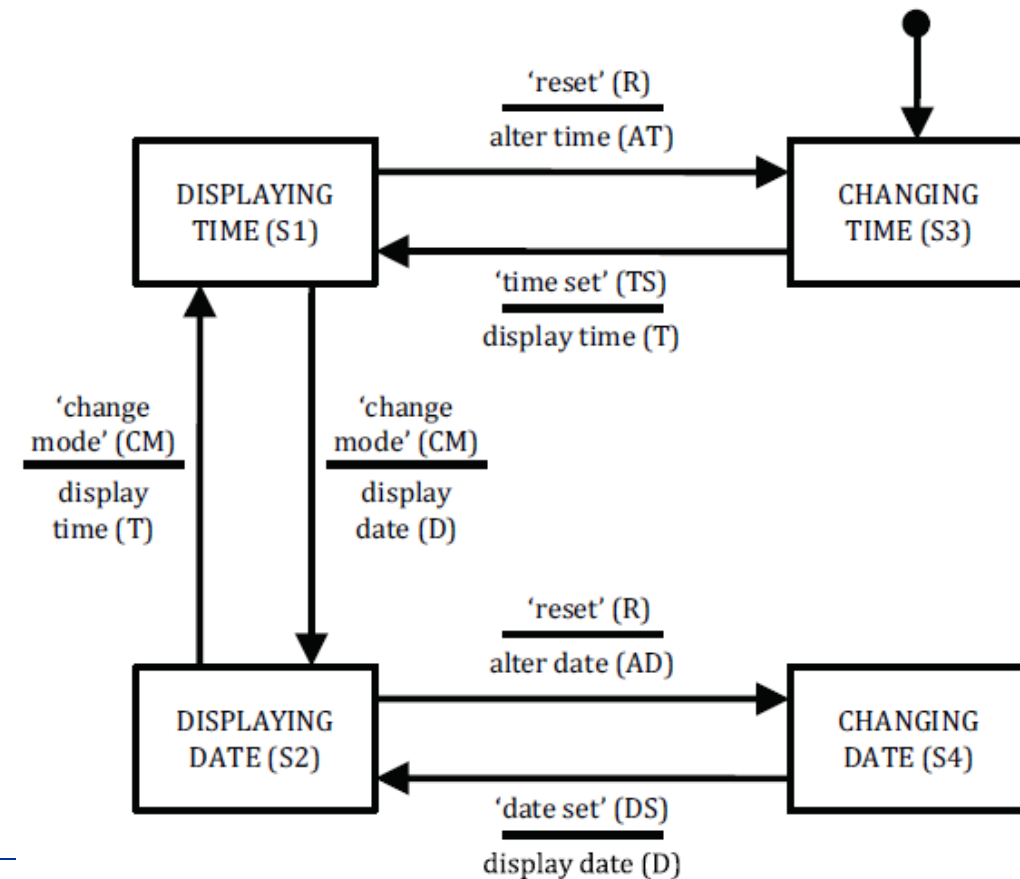 ‘reset’ (R)
alter time (AT)
DISPLAYING
TIME (S1)
CHANGING
TIME (S3)
‘time set’ (TS)
display time (T)
‘change
mode’ (CM)
display
time (T)
‘change
mode’ (CM)
display
date (D)
‘reset’ (R)
alter date (AD)
DISPLAYING
DATE (S2)
CHANGING
DATE (S4)
‘date set’ (DS)
display date (D)